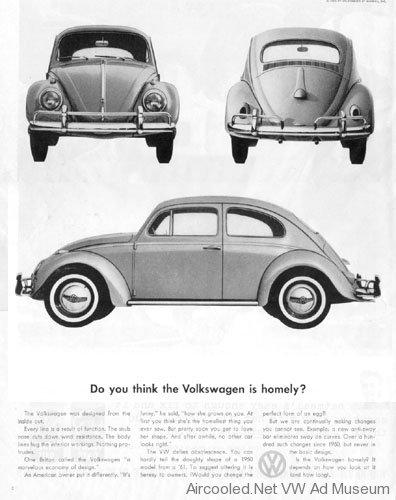 Do you think the Volkswagen is homely?
The Volkswagen was designed from the
inside out.
Every line is a result of function. The snub
nose cuts down wind resistance. The body
lines hug the interior workings. Nothing pro-
trudes.
One Briton called the Volkswagen "a
marvelous economy of design."
An American owner put it differently. "It's
funny," he said, "how she grows on you. At
first you think she's the homeliest thing you
ever saw. But pretty soon you get to love
her shape. And after awhile, no other car
looks right."
The VW defies obsolescence. You can
hardly tell the doughty shape of a 1950
model from a '61. To suggest altering it is
heresy to owners. (Would you change the
perfect form of an egg?)
But we are continually making changes
you cannot see. Example: a new anti-sway
bar eliminates sway on curves. Over a hun-
dred such changes since 1950, but never in
the basic design.
Is the Volkswagen homely? It
depends on how you look at it
Aircooled.Net VW Ad Museum